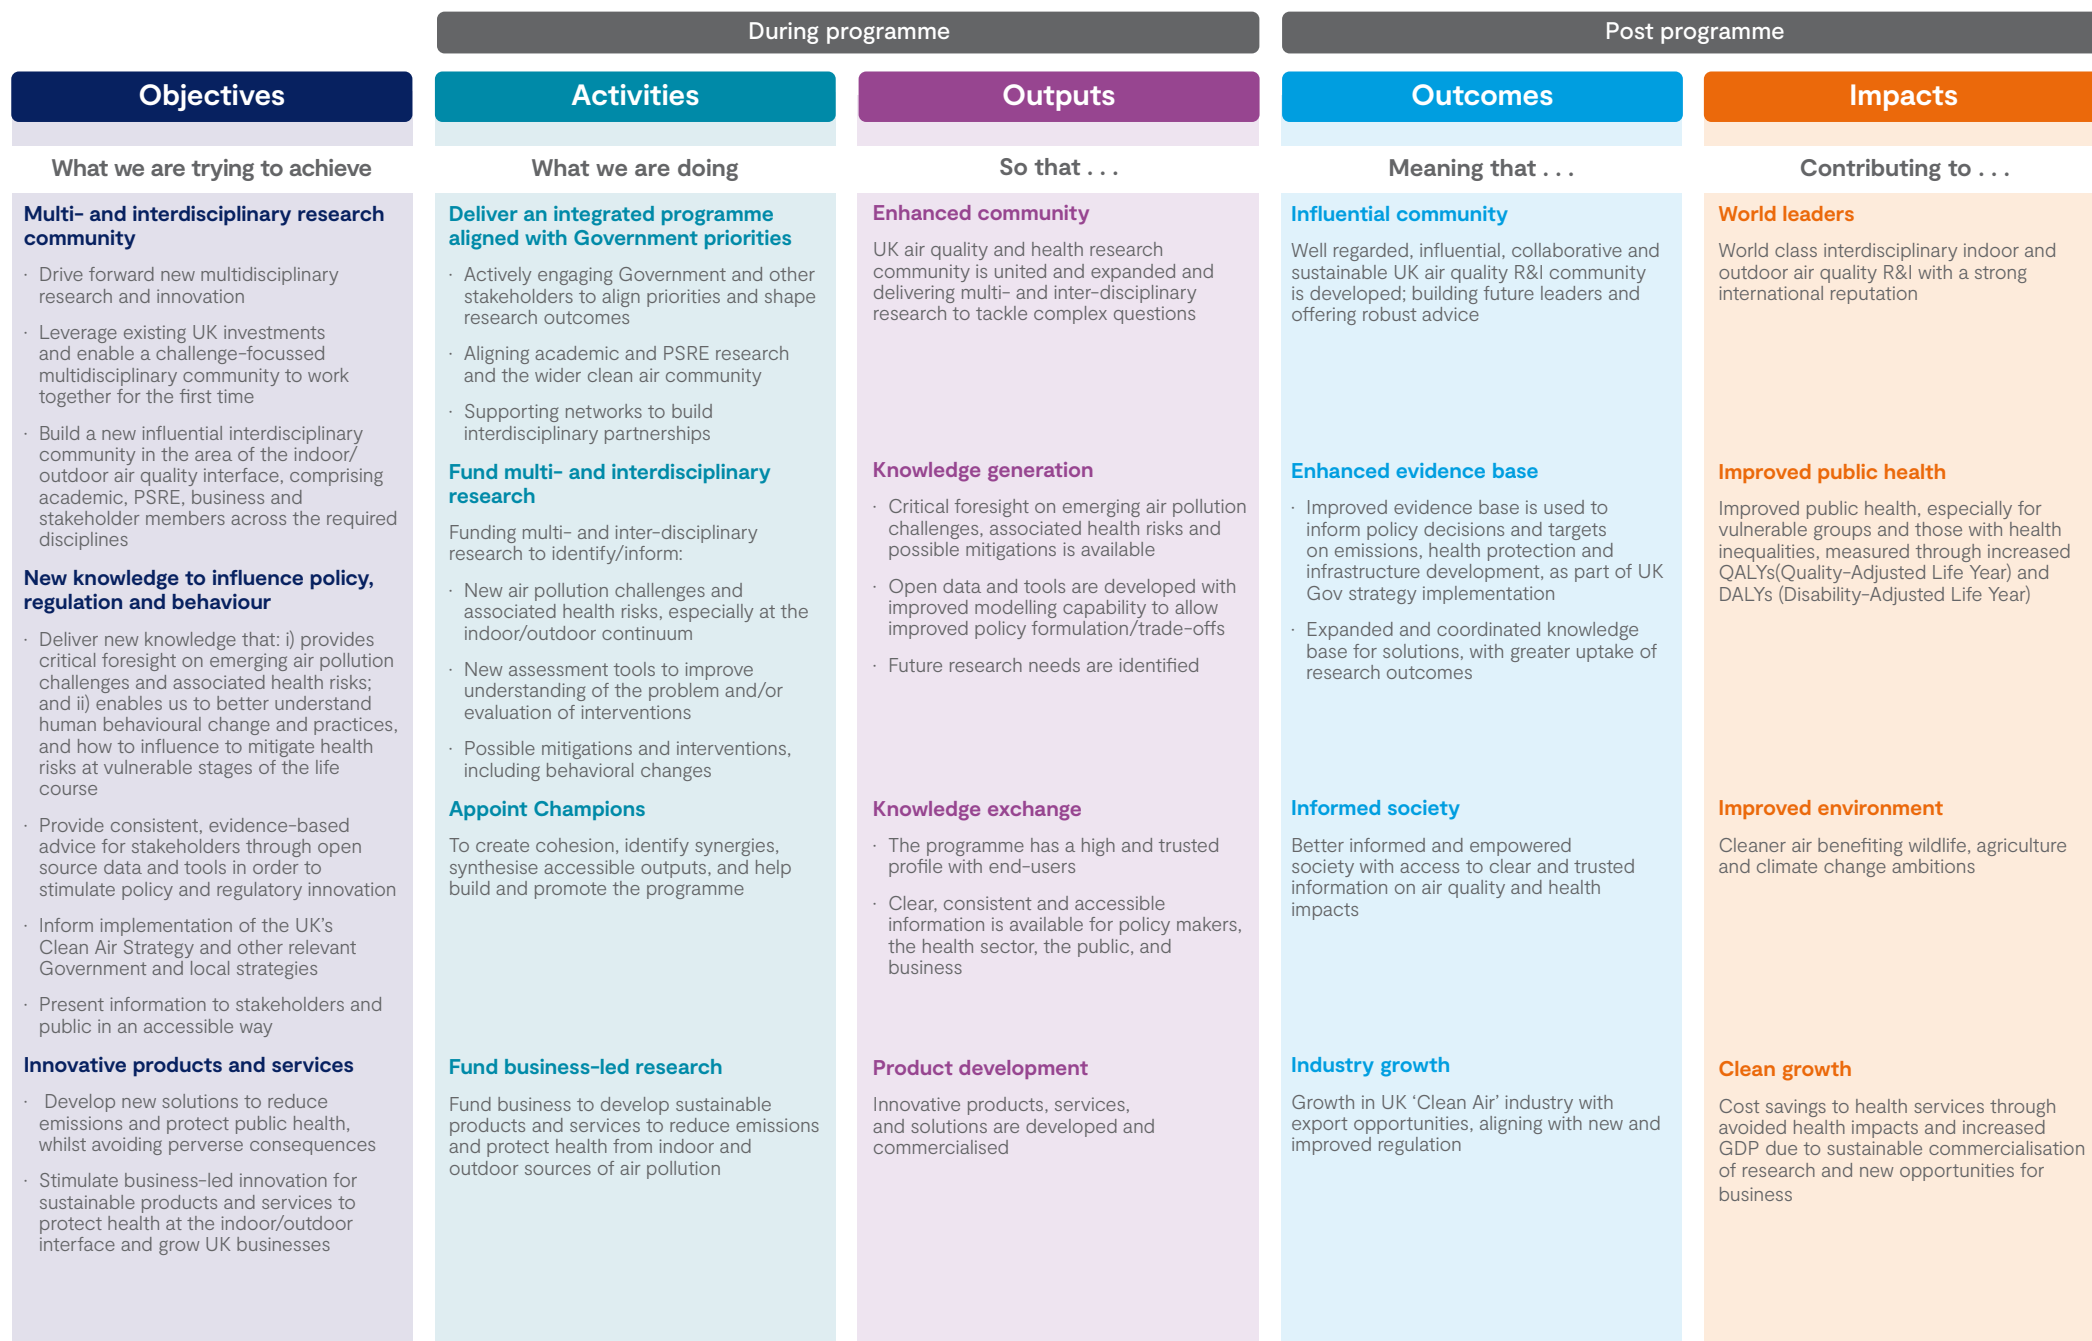 During programme
Post programme
Objectives
What we are trying to achieve
Multi- and interdisciplinary research
community
· Drive forward new multidisciplinary
research and innovation
· Leverage existing UK investments
and enable a challenge-focussed
multidisciplinary community to work
together for the first time
· Build a new influential interdisciplinary
community in the area of the indoor/
outdoor air quality interface, comprising
academic, PSRE, business and
stakeholder members across the required
disciplines
New knowledge to influence policy,
regulation and behaviour
· Deliver new knowledge that: i) provides
critical foresight on emerging air pollution
challenges and associated health risks;
and ii) enables us to better understand
human behavioural change and practices,
and how to influence to mitigate health
risks at vulnerable stages of the life
course
· Provide consistent, evidence-based
advice for stakeholders through open
source data and tools in order to
stimulate policy and regulatory innovation
· Inform implementation of the UK's
Clean Air Strategy and other relevant
Government and local strategies
· Present information to stakeholders and
public in an accessible way
Innovative products and services
· Develop new solutions to reduce
emissions and protect public health,
whilst avoiding perverse consequences
· Stimulate business-led innovation for
sustainable products and services to
protect health at the indoor/outdoor
interface and grow UK businesses
Activities
What we are doing
Deliver an integrated programme
aligned with Government priorities
· Actively engaging Government and other
stakeholders to align priorities and shape
research outcomes
· Aligning academic and PSRE research
and the wider clean air community
· Supporting networks to build
interdisciplinary partnerships
Fund multi- and interdisciplinary
research
Funding multi- and inter-disciplinary
research to identify/inform:
· New air pollution challenges and
associated health risks, especially at the
indoor/outdoor continuum
· New assessment tools to improve
understanding of the problem and/or
evaluation of interventions
· Possible mitigations and interventions,
including behavioral changes
Appoint Champions
To create cohesion, identify synergies,
synthesise accessible outputs, and help
build and promote the programme
Fund business-led research
Fund business to develop sustainable
products and services to reduce emissions
and protect health from indoor and
outdoor sources of air pollution
Outputs
So that . . .
Enhanced community
UK air quality and health research
community is united and expanded and
delivering multi- and inter-disciplinary
research to tackle complex questions
Knowledge generation
· Critical foresight on emerging air pollution
challenges, associated health risks and
possible mitigations is available
· Open data and tools are developed with
improved modelling capability to allow
improved policy formulation/trade-offs
· Future research needs are identified
Knowledge exchange
· The programme has a high and trusted
profile with end-users
· Clear, consistent and accessible
information is available for policy makers,
the health sector, the public, and
business
Product development
Innovative products, services,
and solutions are developed and
commercialised
Outcomes
Meaning that . . .
Influential community
Well regarded, influential, collaborative and
sustainable UK air quality R&I community
is developed; building future leaders and
offering robust advice
Enhanced evidence base
· Improved evidence base is used to
inform policy decisions and targets
on emissions, health protection and
infrastructure development, as part of UK
Gov strategy implementation
· Expanded and coordinated knowledge
base for solutions, with greater uptake of
research outcomes
Informed society
Better informed and empowered
society with access to clear and trusted
information on air quality and health
impacts
Industry growth
Growth in UK ‘Clean Air’ industry with
export opportunities, aligning with new and
improved regulation
Impacts
Contributing to . . .
World leaders
World class interdisciplinary indoor and
outdoor air quality R&I with a strong
international reputation
Improved public health
Improved public health, especially for
vulnerable groups and those with health
inequalities, measured through increased
QALYs(Quality-Adjusted Life Year) and
DALYs (Disability-Adjusted Life Year)
Improved environment
Cleaner air benefiting wildlife, agriculture
and climate change ambitions
Clean growth
Cost savings to health services through
avoided health impacts and increased
GDP due to sustainable commercialisation
of research and new opportunities for
business